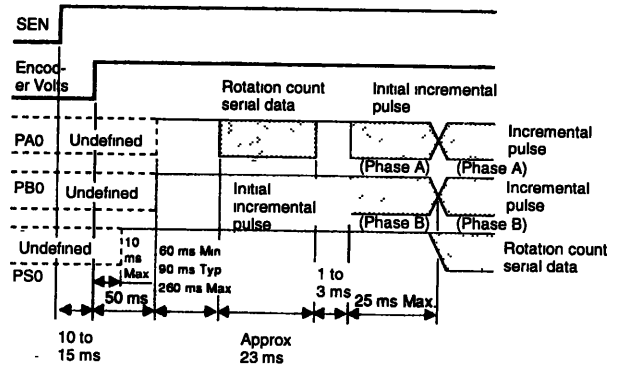 SEN
Encod-
er Volts
Rotation count
serial data
Initial incremental
pulse
PA0
Undefined
Incremental
pulse
(Phase A)
(Phase A)
PB0
Undefined
Initial
incremental
pulse
Incremental
pulse
(Phase B)
(Phase B)
Undefined
PS0
10
ms
Max
60 ms Min
90 ms Typ
260 ms Max
Rotation count
serial data
50 ms
1 to
3 ms
25 ms Max.
10 to
15 ms
Approx
23 ms